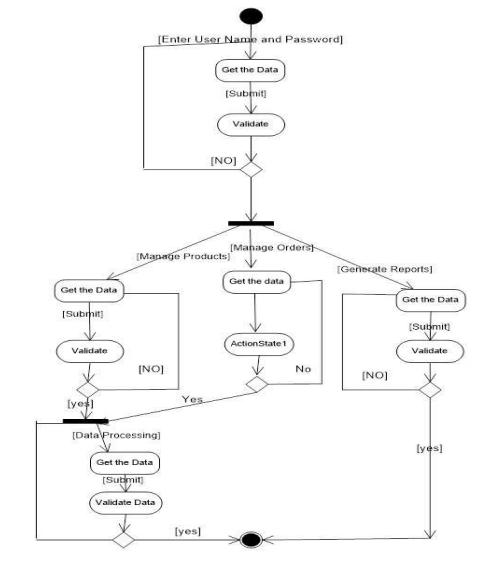 [Enter User Name and Password]
Get the Data
[Submit]
Validate
[NO]
[Manage Products]
[Manage Orders]
[Generate Reports]
Get the Data
Get the data
Get the Data
[Submit]
[Submit]
Validate
ActionState1
Validate
[NO]
No
[NO]
[yes]
Yes
[Data Processing]
[yes]
Get the Data
[Submit]
Validate Data
[yes]